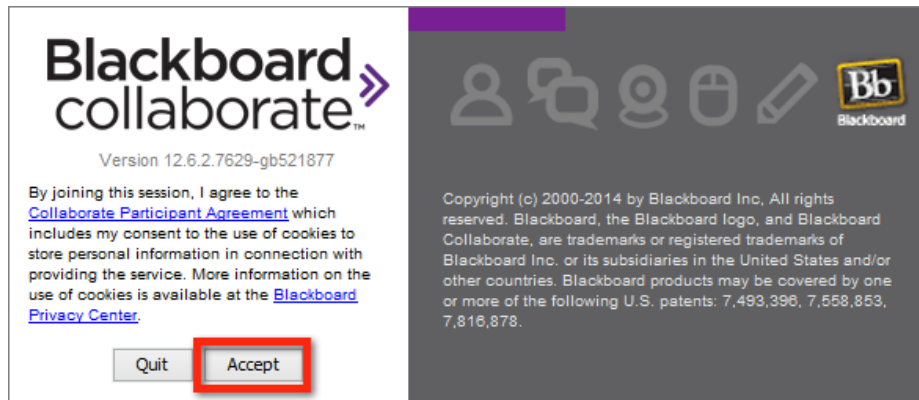 Blackboard
collaborate™
Version 12.6.2.7629-gb521877
By joining this session, I agree to the
Collaborate Participant Agreement which
includes my consent to the use of cookies to
store personal information in connection with
providing the service. More information on the
use of cookies is available at the Blackboard
Privacy Center.
Quit
Accept
Bb
Blackboard
Copyright (c) 2000-2014 by Blackboard Inc, All rights
reserved. Blackboard, the Blackboard logo, and Blackboard
Collaborate, are trademarks or registered trademarks of
Blackboard Inc. or its subsidiaries in the United States and/or
other countries. Blackboard products may be covered by one
or more of the following U.S. patents: 7,493,396, 7,558,853,
7,816,878.